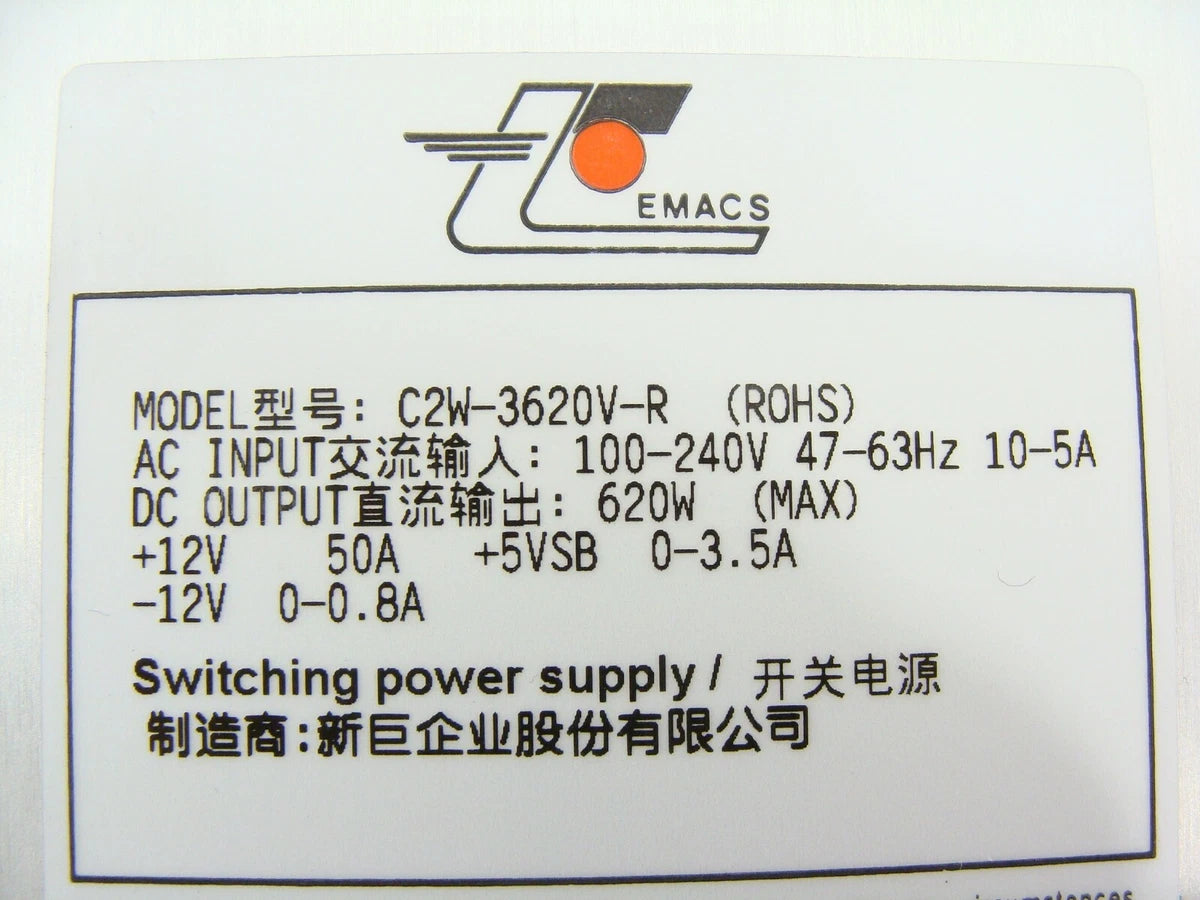 EMACS
MODEL型号: C2W-3620V-R (ROHS)
AC INPUT交流输入: 100-240V 47-63Hz 10-5A
DC OUTPUT直流输出: 620W (MAX)
+12V 50A +5VSB 0-3.5A
-12V 0-0.8A
Switching power supply / 开关电源
制造商:新巨企业股份有限公司